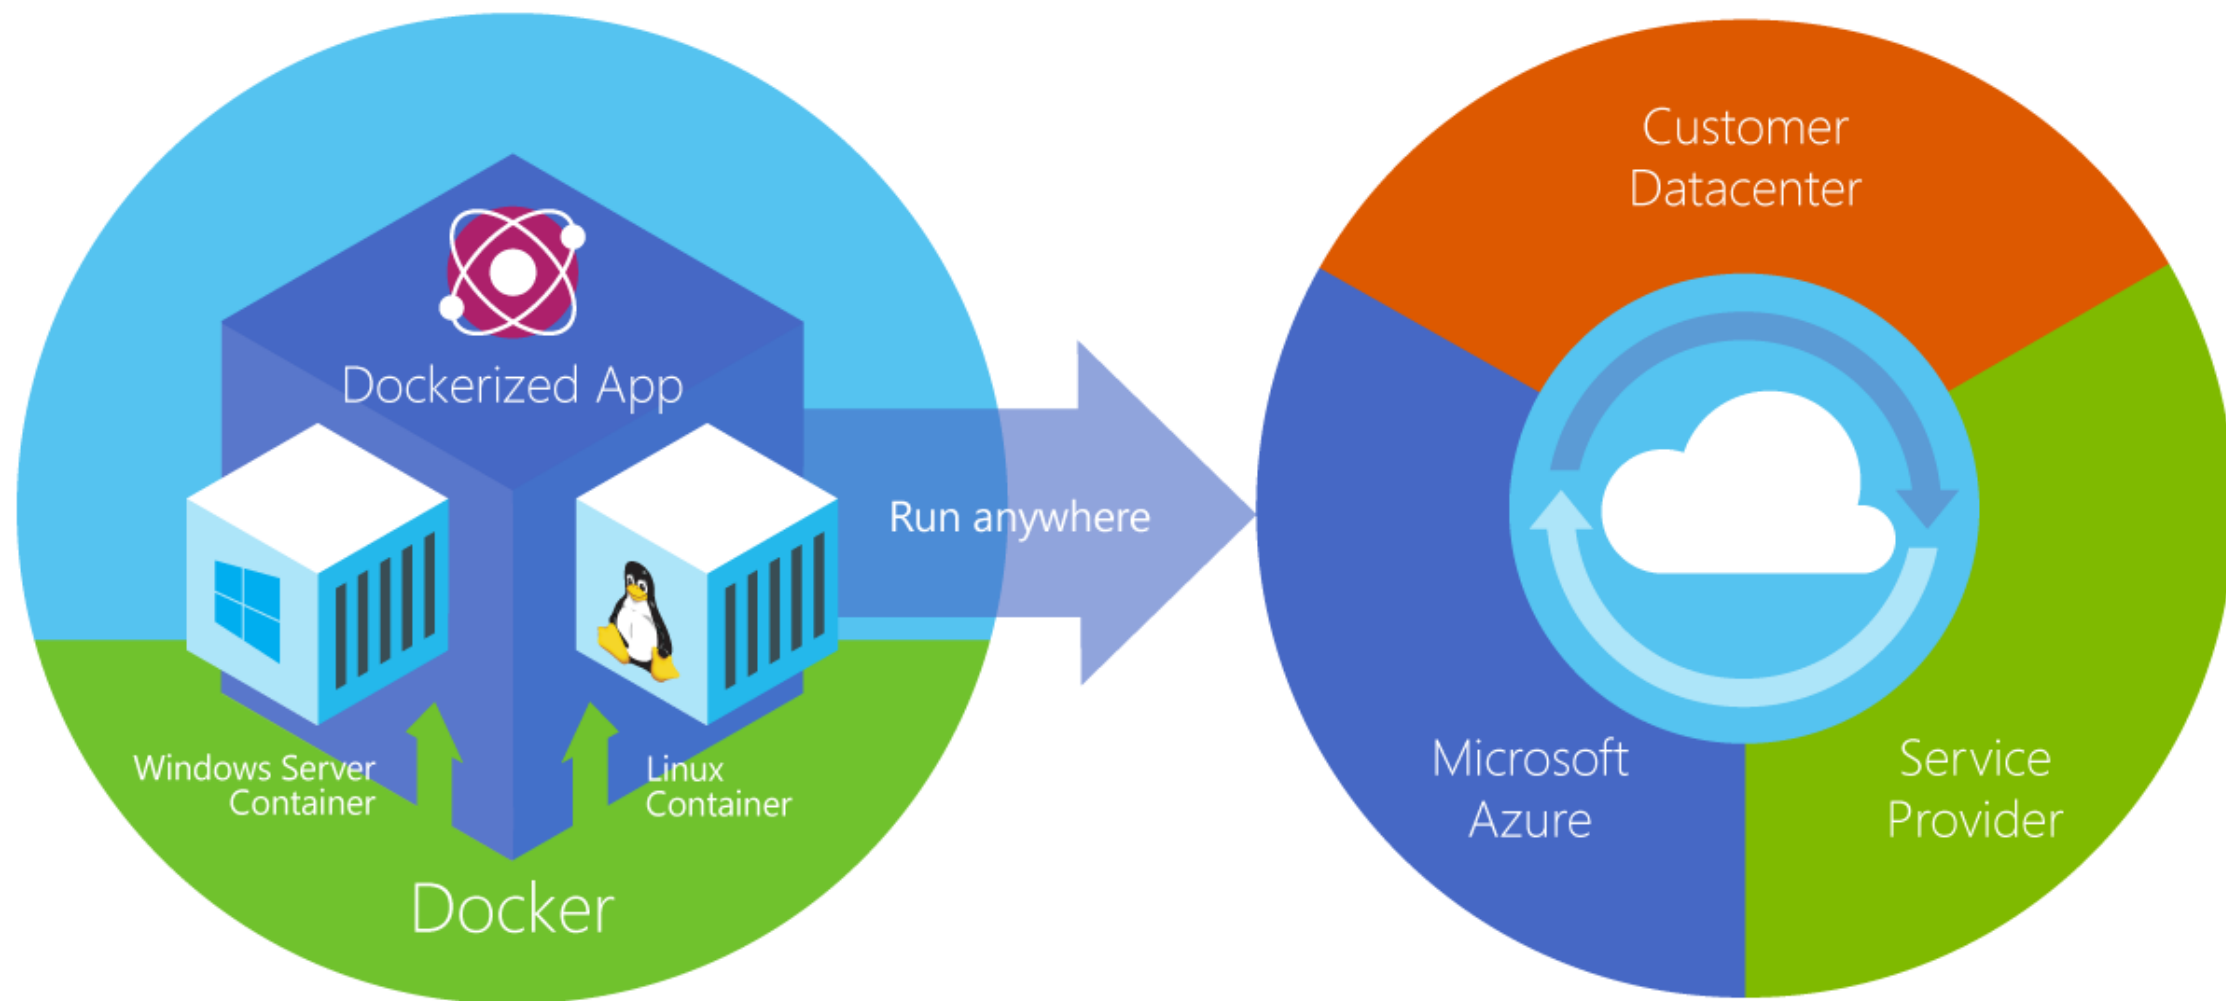 Dockerized App
Windows Server
Container
Linux
Container
Docker
Run anywhere
Customer
Datacenter
Microsoft
Azure
Service
Provider